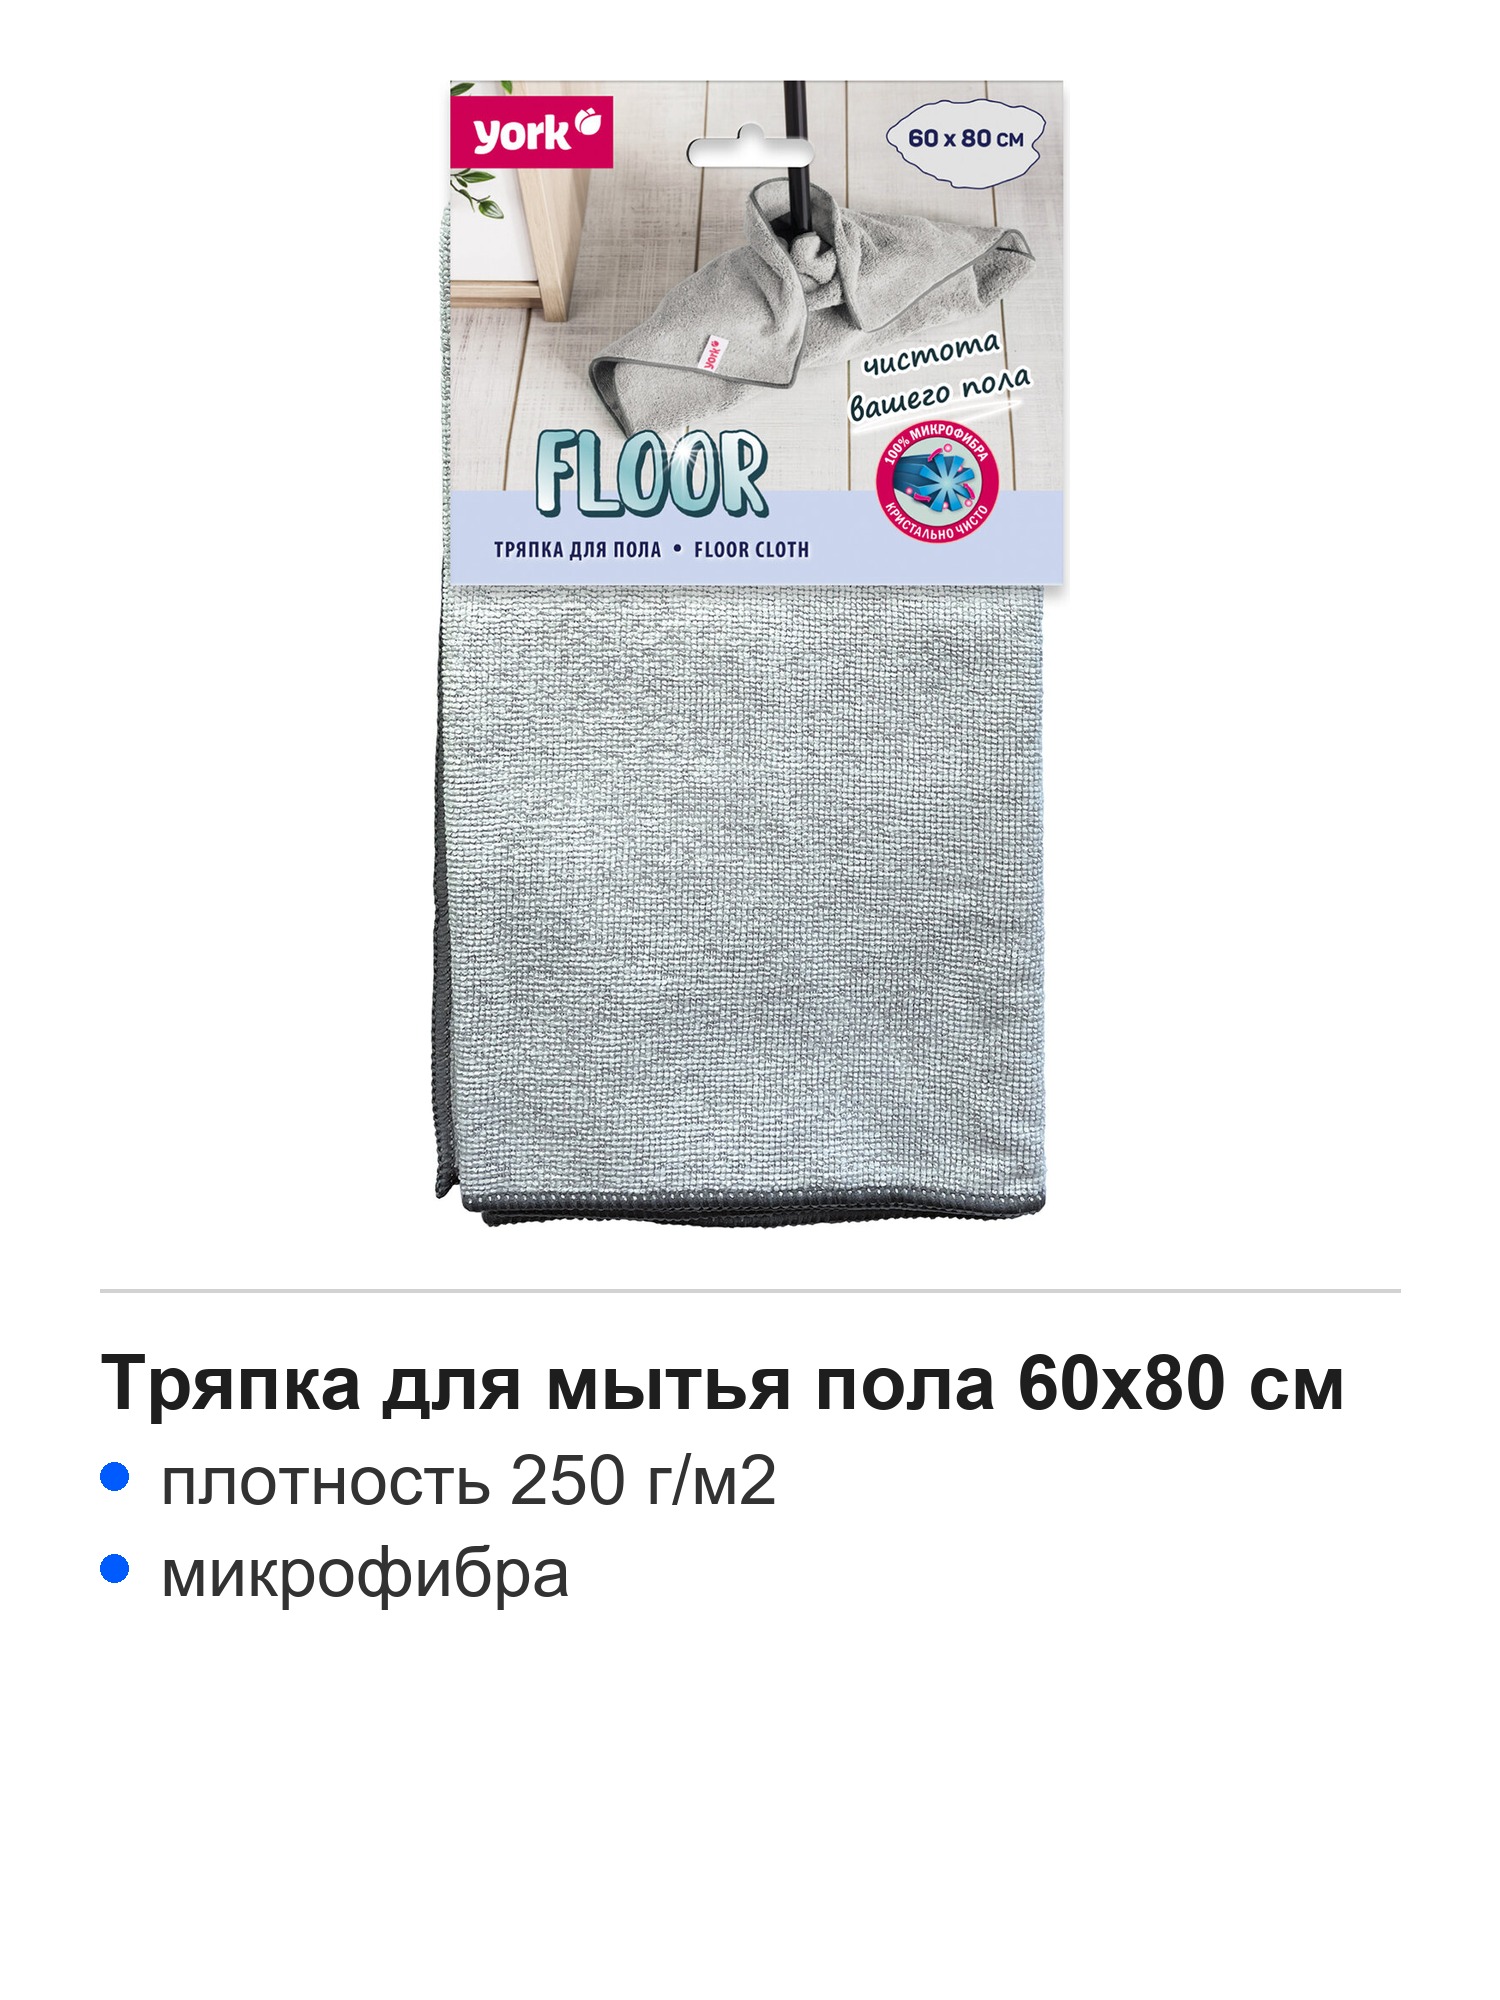 york
60 x 80 см
york
чистота
вашего пола
FLOOR
100% МИКРОФИБРА
КРИСТАЛЬНО ЧИСТО
ТРЯПКА ДЛЯ ПОЛА • FLOOR CLOTH
Тряпка для мытья пола 60x80 см
плотность 250 г/м2
микрофибра